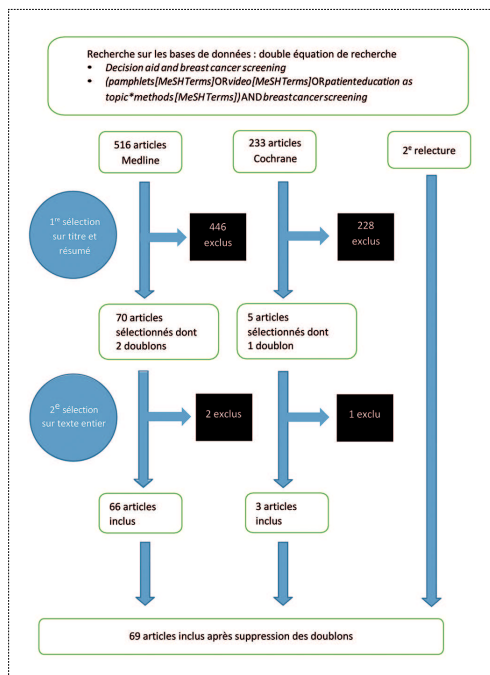 Recherche sur les bases de données : double équation de recherche
• Decision aid and breast cancer screening
• (pamphlets[MeSHTerms]ORvideo[MeSHTerms]ORpatienteducation as
topic*methods[MeSHTerms])ANDbreastcancerscreening
516 articles
Medline
233 articles
Cochrane
2e relecture
1re sélection
sur titre et
résumé
446
exclus
228
exclus
70 articles
sélectionnés dont
2 doublons
5 articles
sélectionnés dont
1 doublon
2e sélection
sur texte entier
2 exclus
1 exclu
66 articles
inclus
3 articles
inclus
69 articles inclus après suppression des doublons